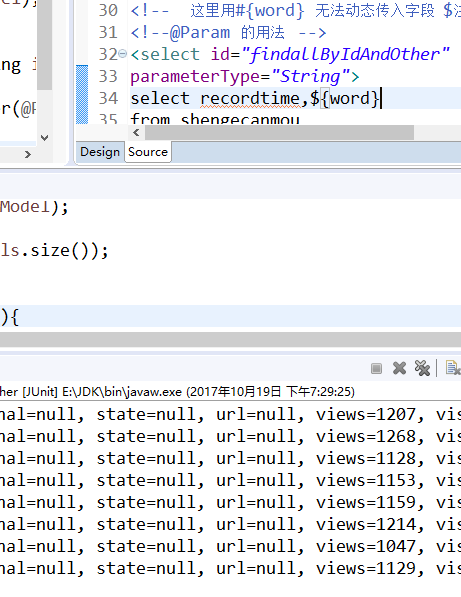 el);
30 <!-- 这里用#{word} 无法动态传入字段 $
31 <!--@Param 的用法 -->
32 <select id="findallByIdAndOther"
ng i
33 parameterType="String">
34 select recordtime,${word}
r(@P
35 from shengecanmou
Design Source
Model);
ls.size());
){
her [JUnit] E:\JDK\bin\javaw.exe (2017年10月19日 下午7:29:25)
nal=null, state=null, url=null, views=1207, vis
nal=null, state=null, url=null, views=1268, vis
nal=null, state=null, url=null, views=1128, vis
nal=null, state=null, url=null, views=1153, vis
nal=null, state=null, url=null, views=1159, vis
nal=null, state=null, url=null, views=1214, vis
nal=null, state=null, url=null, views=1047, vis
nal=null, state=null, url=null, views=1129, vis